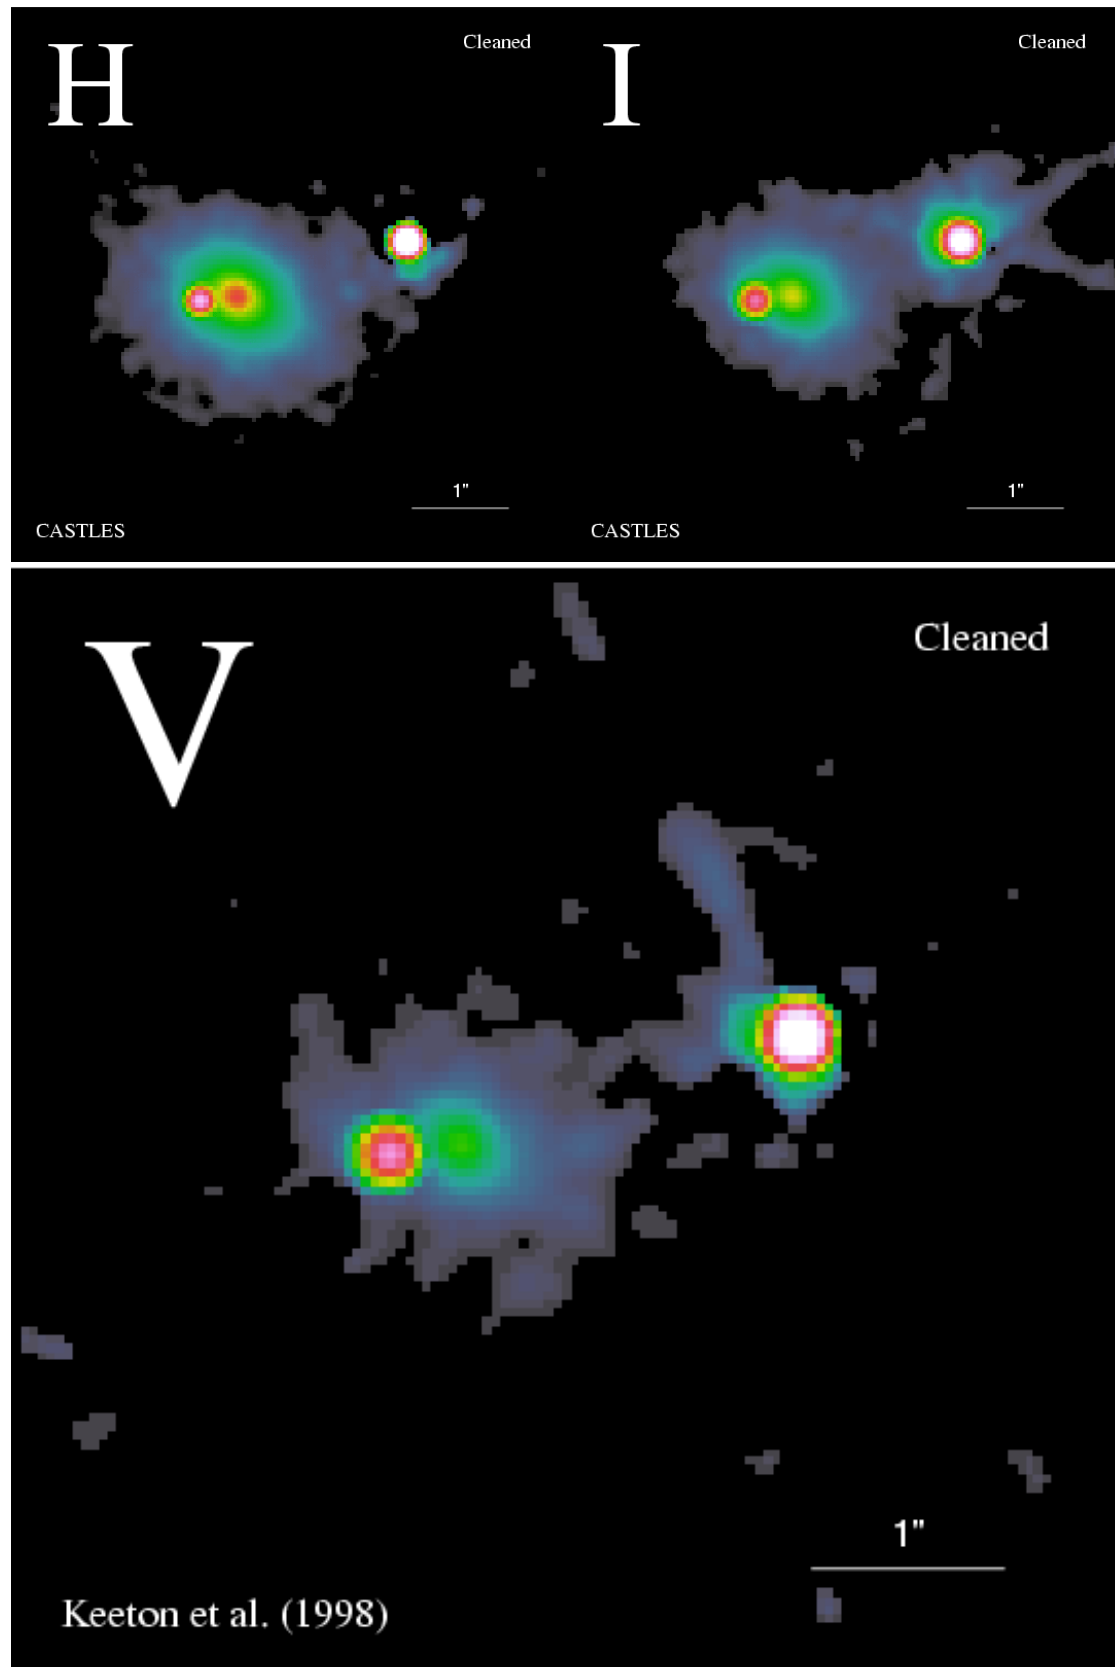 H
Cleaned
1"
CASTLES
I
Cleaned
1"
CASTLES
V
Cleaned
1"
Keeton et al. (1998)